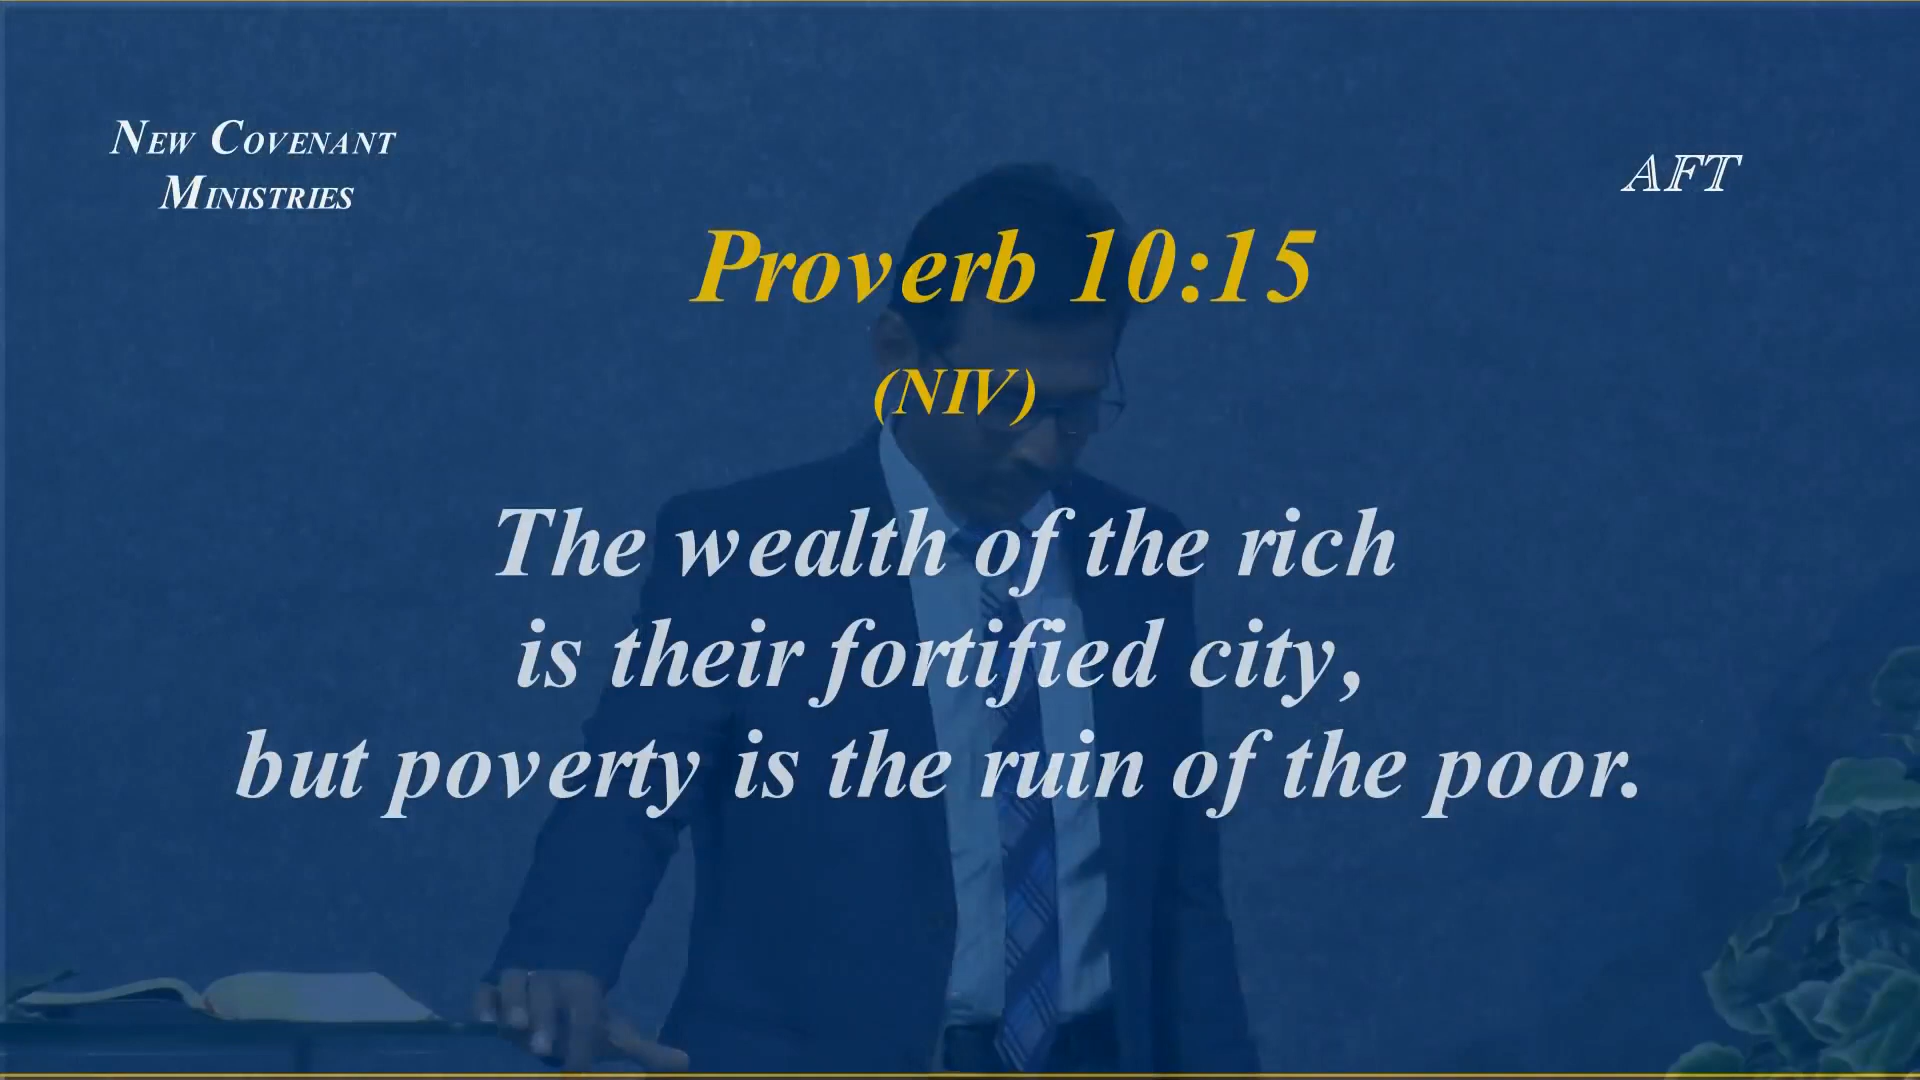 NEW COVENANT
MINISTRIES
AFT
Proverb 10:15
(NIV)
The wealth of the rich
is their fortified city,
but poverty is the ruin of the poor.